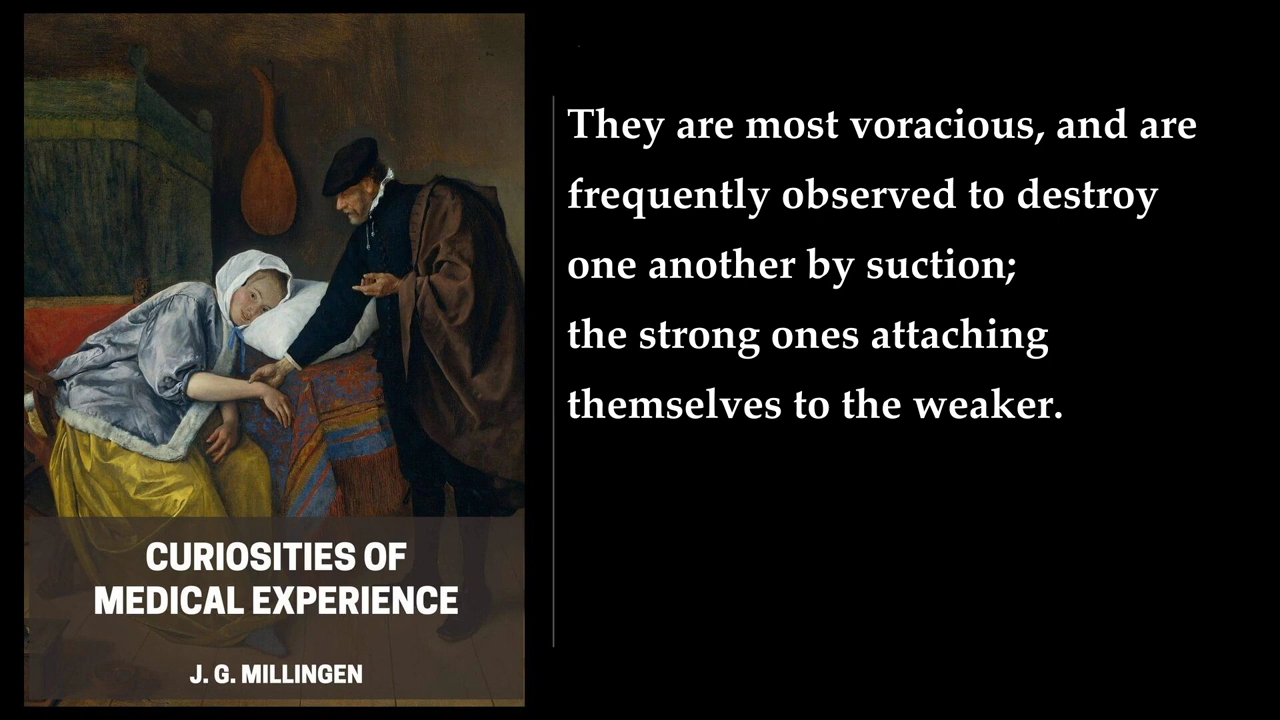 They are most voracious, and are
frequently observed to destroy
one another by suction;
the strong ones attaching
themselves to the weaker.
CURIOSITIES OF
MEDICAL EXPERIENCE
J. G. MILLINGEN